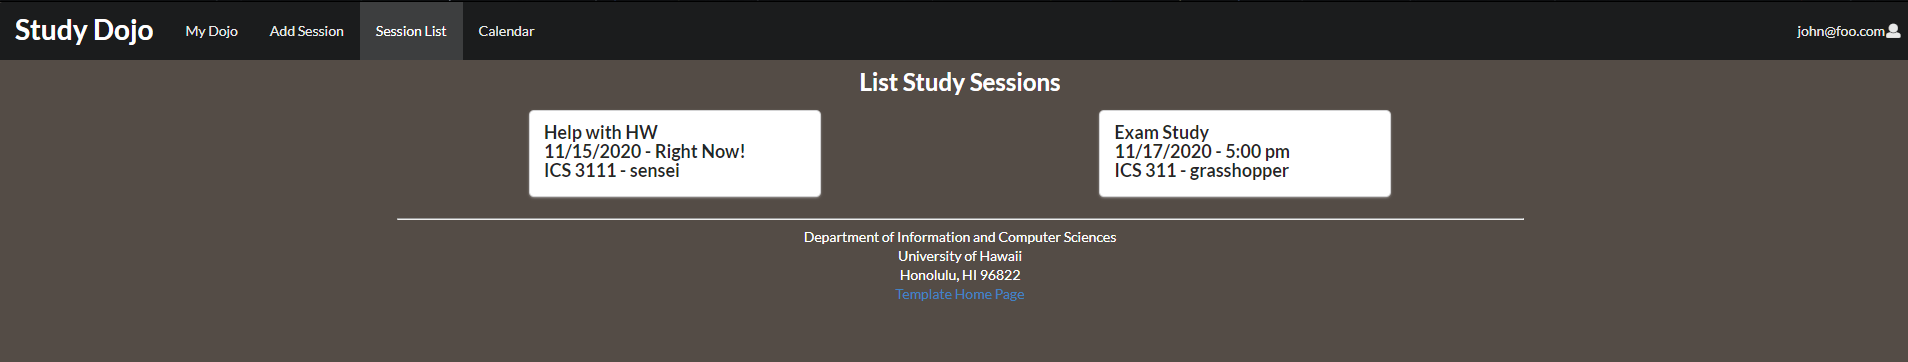 Study Dojo My Dojo Add Session Session List Calendar john@foo.com
List Study Sessions
Help with HW
11/15/2020 - Right Now!
ICS 3111 - sensei
Exam Study
11/17/2020 - 5:00 pm
ICS 311 - grasshopper
Department of Information and Computer Sciences
University of Hawaii
Honolulu, HI 96822
Template Home Page